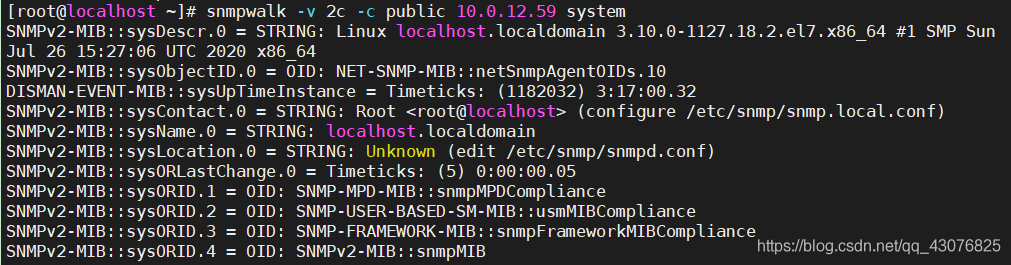 [root@localhost ~]# snmpwalk -v 2c -c public 10.0.12.59 system
SNMPv2-MIB::sysDescr.0 = STRING: Linux localhost.localdomain 3.10.0-1127.18.2.el7.x86_64 #1 SMP Sun
Jul 26 15:27:06 UTC 2020 x86_64
SNMPv2-MIB::sysObjectID.0 = OID: NET-SNMP-MIB::netSnmpAgentOIDs.10
DISMAN-EVENT-MIB::sysUpTimeInstance = Timeticks: (1182032) 3:17:00.32
SNMPv2-MIB::sysContact.0 = STRING: Root <root@localhost> (configure /etc/snmp/snmp.local.conf)
SNMPv2-MIB::sysName.0 = STRING: localhost.localdomain
SNMPv2-MIB::sysLocation.0 = STRING: Unknown (edit /etc/snmp/snmpd.conf)
SNMPv2-MIB::sysORLastChange.0 = Timeticks: (5) 0:00:00.05
SNMPv2-MIB::sysORID.1 = OID: SNMP-MPD-MIB::snmpMPDCompliance
SNMPv2-MIB::sysORID.2 = OID: SNMP-USER-BASED-SM-MIB::usmMIBCompliance
SNMPv2-MIB::sysORID.3 = OID: SNMP-FRAMEWORK-MIB::snmpFrameworkMIBCompliance
SNMPv2-MIB::sysORID.4 = OID: SNMPv2-MIB::snmpMIB
https://blog.csdn.net/qq_43076825